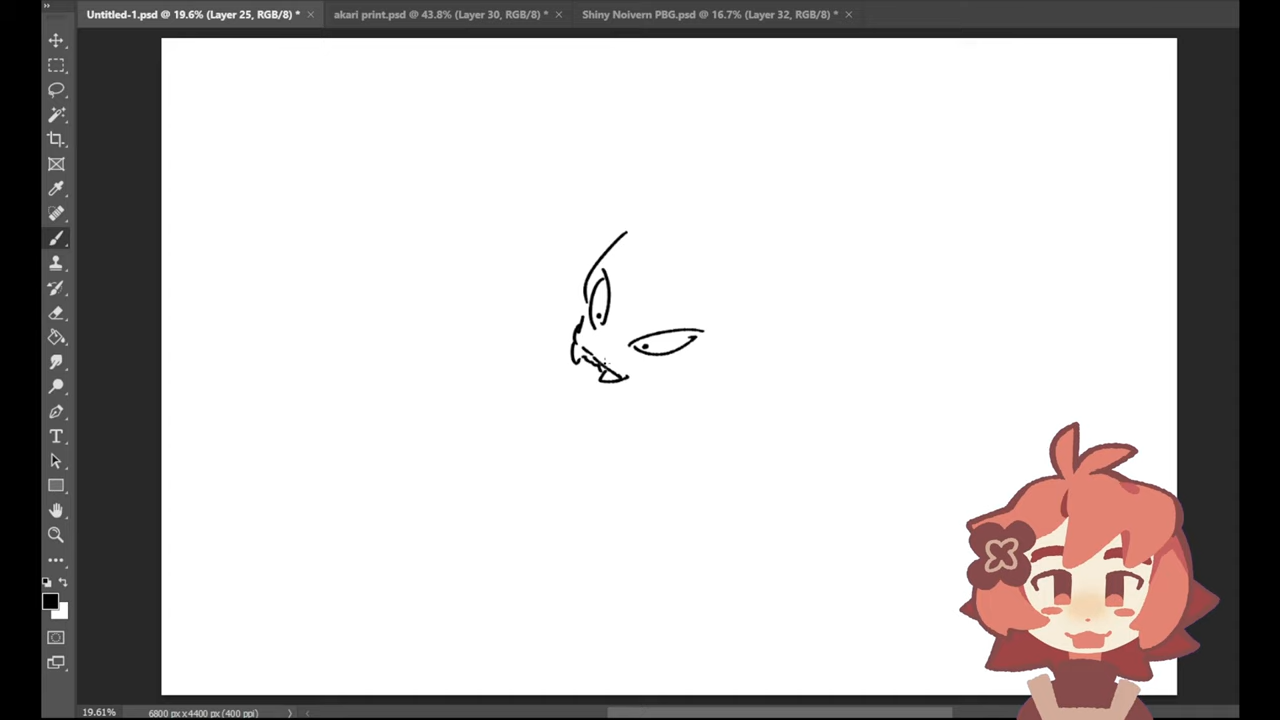 Untitled-1.psd @ 19.6% (Layer 25, RGB/8) *
akari print.psd @ 43.8% (Layer 30, RGB/8) *
Shiny Noivern PBG.psd @ 16.7% (Layer 32, RGB/8) *
19.61%
6800 px x 4400 px (400 ppi)